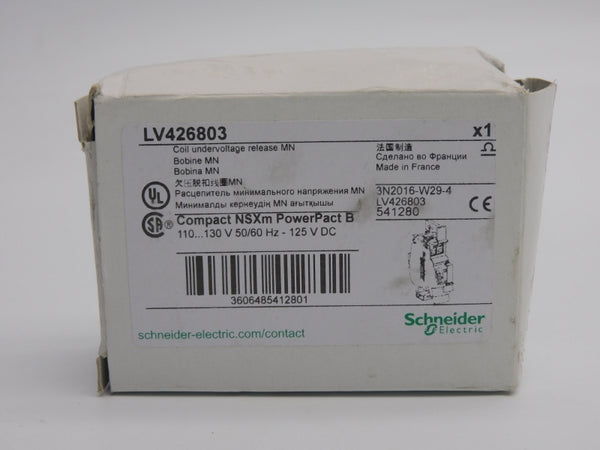 LV426803
x1
Coil undervoltage release MN
Bobine MN
Bobina MN
欠压脱扣线圈MN
Расцепитель минимального напряжения MN
Минималды кернеудің MN ағытқышы
法国制造
Сделано во Франции
Made in France
3N2016-W29-4
LV426803
541280
CE
UL
SA
Compact NSXm PowerPact B
110...130 V 50/60 Hz - 125 V DC
3606485412801
schneider-electric.com/contact
Schneider
Electric